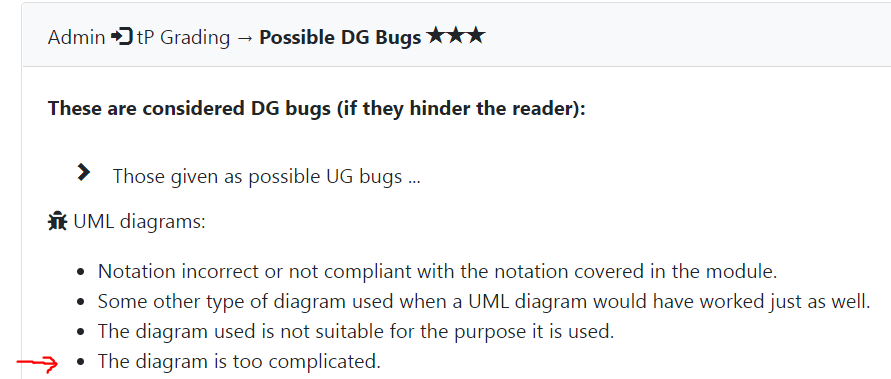 Admin tP Grading → Possible DG Bugs ★★★
These are considered DG bugs (if they hinder the reader):
Those given as possible UG bugs ...
UML diagrams:
• Notation incorrect or not compliant with the notation covered in the module.
• Some other type of diagram used when a UML diagram would have worked just as well.
• The diagram used is not suitable for the purpose it is used.
• The diagram is too complicated.